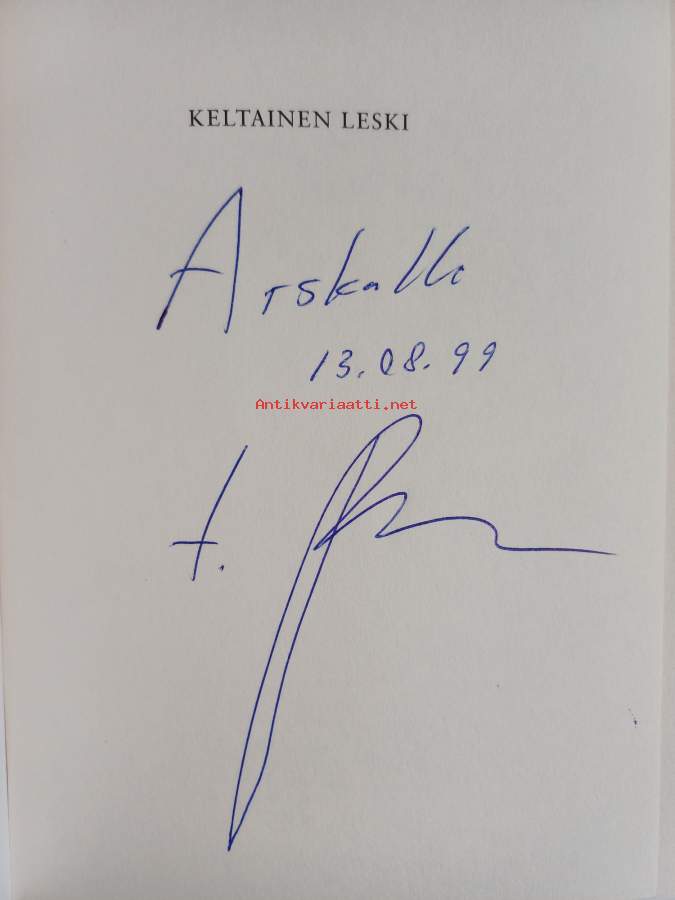 KELTAINEN LESKI
Arskalle
13.08.99
Antikvariaatti.net
t.